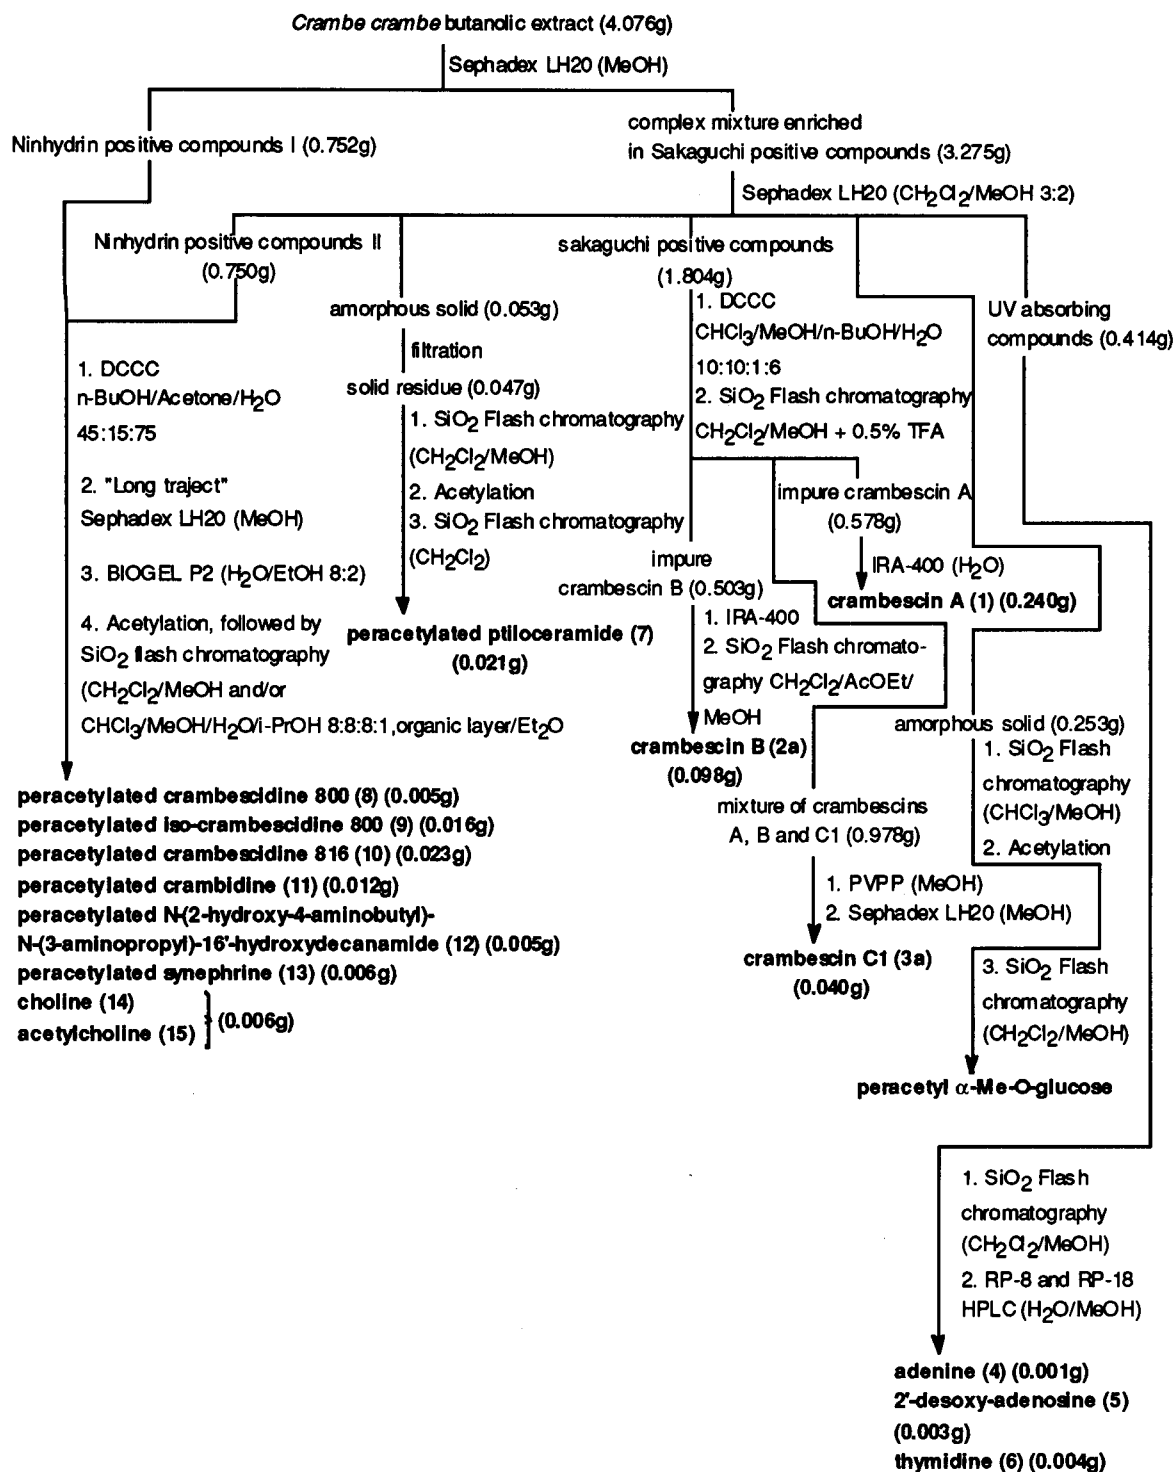 Crambe crambe butanolic extract (4.076g)
Sephadex LH20 (MeOH)
Ninhydrin positive compounds I (0.752g)
complex mixture enriched
in Sakaguchi positive compounds (3.275g)
Sephadex LH20 (CH2Cl2/MeOH 3:2)
Ninhydrin positive compounds II
(0.750g)
1. DCCC
n-BuOH/Acetone/H2O
45:15:75
2. "Long traject"
Sephadex LH20 (MeOH)
3. BIOGEL P2 (H2O/EtOH 8:2)
4. Acetylation, followed by
SiO2 flash chromatography
(CH2Cl2/MeOH and/or
CHCl3/MeOH/H2O/i-PrOH 8:8:8:1,organic layer/Et2O
peracetylated crambescidine 800 (8) (0.005g)
peracetylated iso-crambescidine 800 (9) (0.016g)
peracetylated crambescidine 816 (10) (0.023g)
peracetylated crambidine (11) (0.012g)
peracetylated N-(2-hydroxy-4-aminobutyl)-
N-(3-aminopropyl)-16'-hydroxydecanamide (12) (0.005g)
peracetylated synephrine (13) (0.006g)
choline (14)
acetylcholine (15)
(0.006g)
amorphous solid (0.053g)
filtration
solid residue (0.047g)
1. SiO2 Flash chromatography
(CH2Cl2/MeOH)
2. Acetylation
3. SiO2 Flash chromatography
(CH2Cl2)
peracetylated ptiloceramide (7)
(0.021g)
sakaguchi positive compounds
(1.804g)
1. DCCC
CHCl3/MeOH/n-BuOH/H2O
10:10:1:6
2. SiO2 Flash chromatography
CH2Cl2/MeOH + 0.5% TFA
impure
crambescin B (0.503g)
1. IRA-400
2. SiO2 Flash chromato-
graphy CH2Cl2/AcOEt/
MeOH
crambescin B (2a)
(0.098g)
impure crambescin A
(0.578g)
IRA-400 (H2O)
crambescin A (1) (0.240g)
mixture of crambescins
A, B and C1 (0.978g)
1. PVPP (MeOH)
2. Sephadex LH20 (MeOH)
crambescin C1 (3a)
(0.040g)
amorphous solid (0.253g)
1. SiO2 Flash
chromatography
(CHCl3/MeOH)
2. Acetylation
3. SiO2 Flash
chromatography
(CH2Cl2/MeOH)
peracetyl α-Me-O-glucose
UV absorbing
compounds (0.414g)
1. SiO2 Flash
chromatography
(CH2Cl2/MeOH)
2. RP-8 and RP-18
HPLC (H2O/MeOH)
adenine (4) (0.001g)
2'-desoxy-adenosine (5)
(0.003g)
thymidine (6) (0.004g)